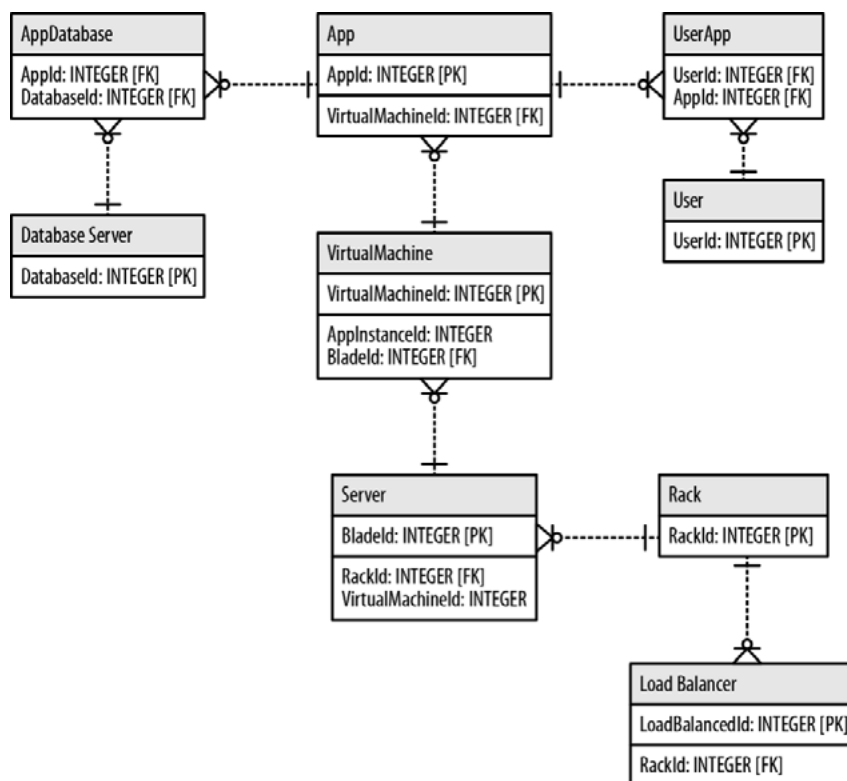 AppDatabase
AppId: INTEGER [FK]
DatabaseId: INTEGER [FK]
App
AppId: INTEGER [PK]
VirtualMachineId: INTEGER [FK]
UserApp
UserId: INTEGER [FK]
AppId: INTEGER [FK]
Database Server
DatabaseId: INTEGER [PK]
User
UserId: INTEGER [PK]
VirtualMachine
VirtualMachineId: INTEGER [PK]
AppInstanceId: INTEGER
BladeId: INTEGER [FK]
Server
BladeId: INTEGER [PK]
RackId: INTEGER [FK]
VirtualMachineId: INTEGER
Rack
RackId: INTEGER [PK]
Load Balancer
LoadBalancedId: INTEGER [PK]
RackId: INTEGER [FK]